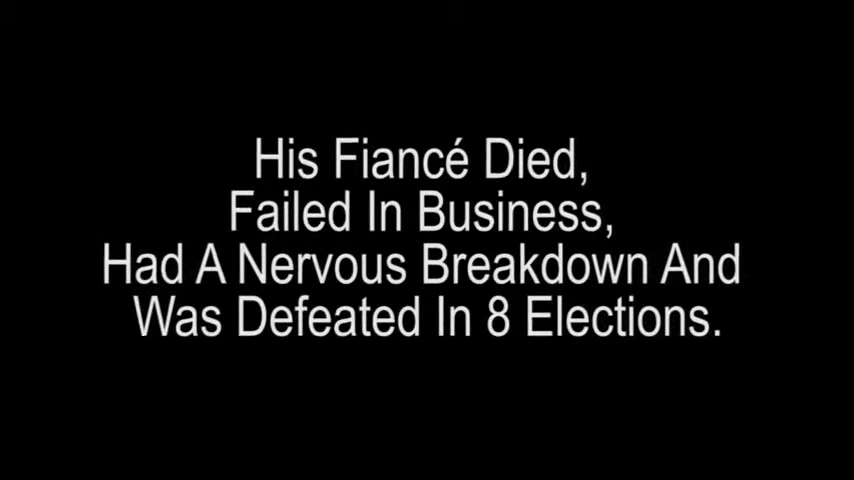 His Fiancé Died,
Failed In Business,
Had A Nervous Breakdown And
Was Defeated In 8 Elections.